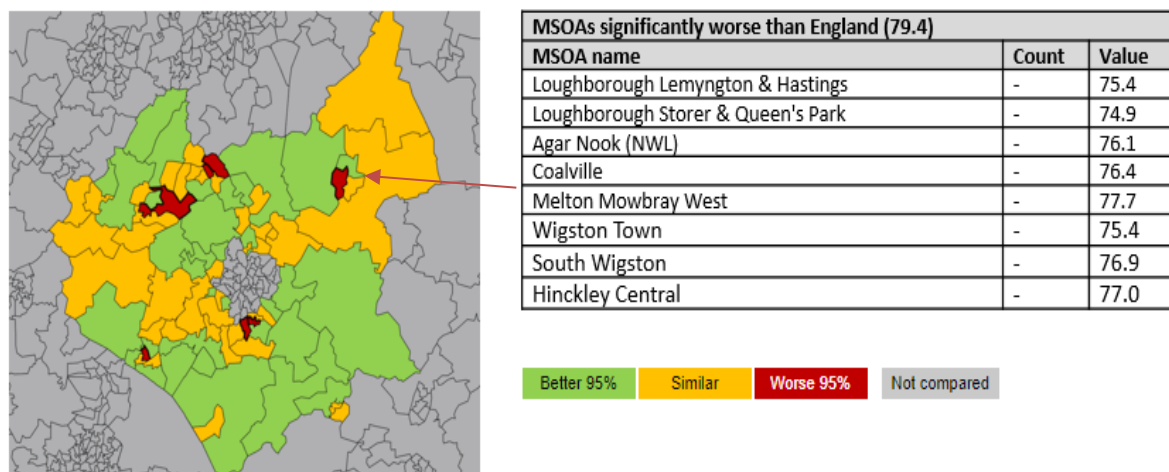 MSOAs significantly worse than England (79.4)
MSOA name Count Value
Loughborough Lemyngton & Hastings - 75.4
Loughborough Storer & Queen's Park - 74.9
Agar Nook (NWL) - 76.1
Coalville - 76.4
Melton Mowbray West - 77.7
Wigston Town - 75.4
South Wigston - 76.9
Hinckley Central - 77.0
Better 95% Similar Worse 95% Not compared